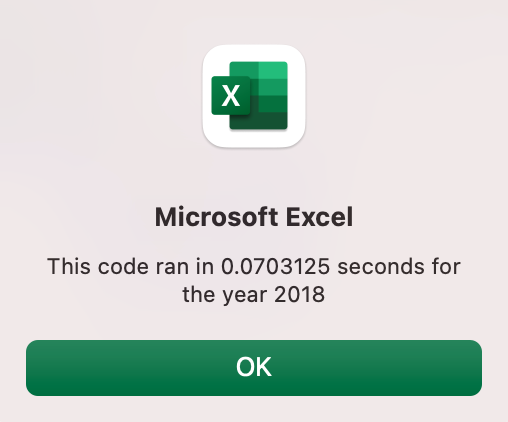 X
Microsoft Excel
This code ran in 0.0703125 seconds for
the year 2018
OK